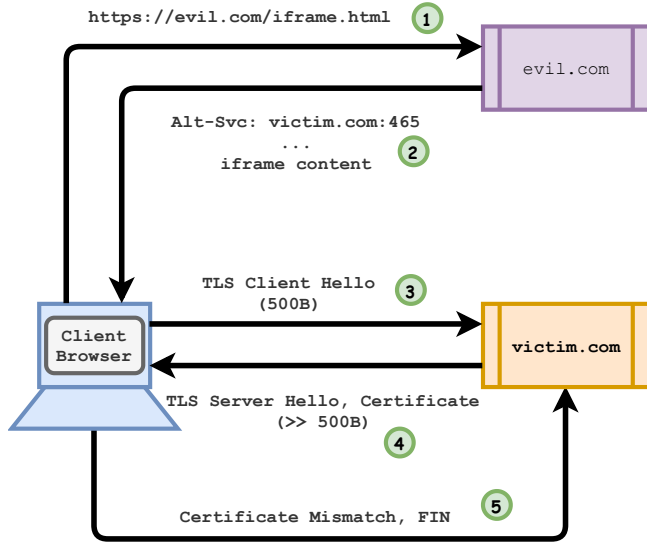 https://evil.com/iframe.html
1
evil.com
Alt-Svc: victim.com:465
...
iframe content
2
TLS Client Hello
(500B)
3
Client
Browser
victim.com
TLS Server Hello, Certificate
(>> 500B)
4
Certificate Mismatch, FIN
5